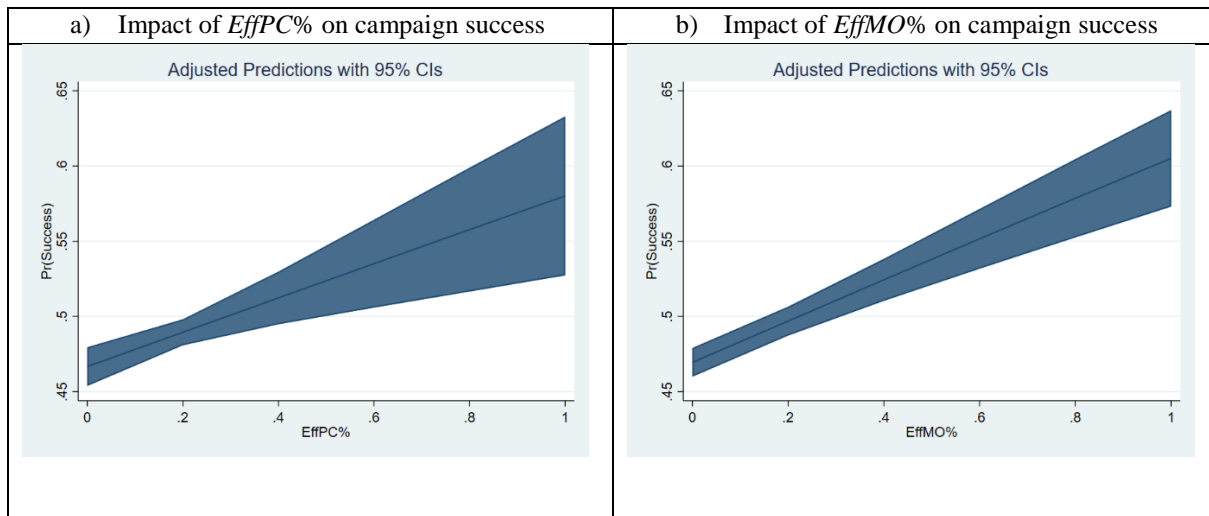 a) Impact of EffPC% on campaign success
Adjusted Predictions with 95% CIs
Pr(Success)
.65
.6
.55
.5
.45
0 .2 .4 .6 .8 1
EffPC%
b) Impact of EffMO% on campaign success
Adjusted Predictions with 95% CIs
Pr(Success)
.65
.6
.55
.5
.45
0 .2 .4 .6 .8 1
EffMO%